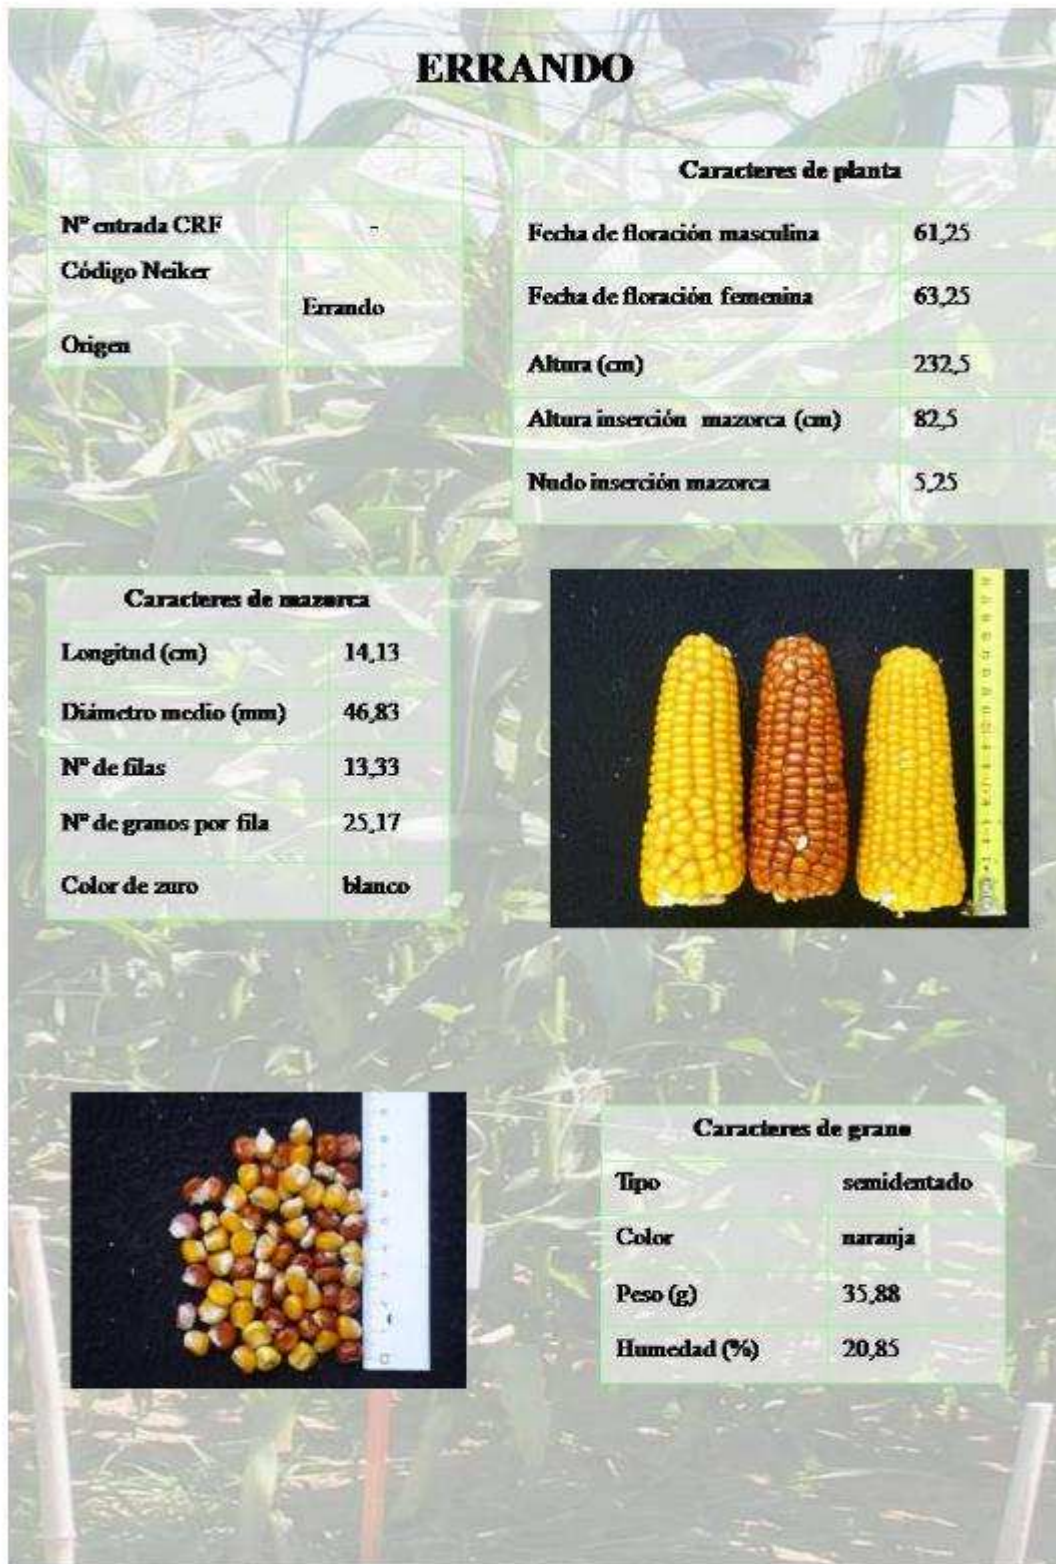 ERRANDO
Nº entrada CRF -
Código Neiker
Errando
Origen
Caracteres de planta
Fecha de floración masculina 61,25
Fecha de floración femenina 63,25
Altura (cm) 232,5
Altura inserción mazorca (cm) 82,5
Nudo inserción mazorca 5,25
Caracteres de mazorca
Longitud (cm) 14,13
Diámetro medio (mm) 46,83
Nº de filas 13,33
Nº de granos por fila 25,17
Color de zuro blanco
Caracteres de grano
Tipo semidentado
Color naranja
Peso (g) 35,88
Humedad (%) 20,85